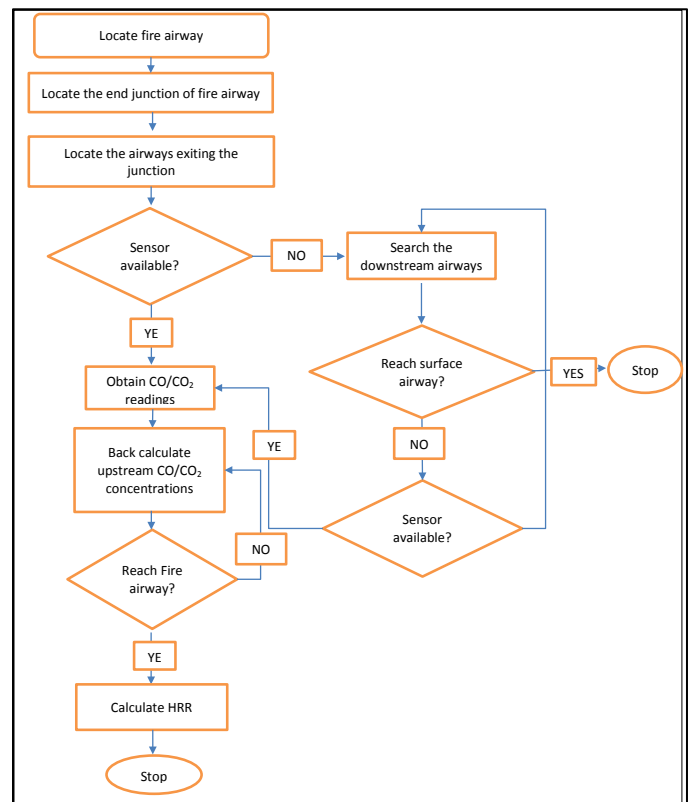 Locate fire airway
Locate the end junction of fire airway
Locate the airways exiting the
junction
Sensor
available?
NO
Search the
downstream airways
YE
Reach surface
airway?
YES
Stop
Obtain CO/CO₂
readings
YE
NO
Back calculate
upstream CO/CO₂
concentrations
Sensor
available?
NO
Reach Fire
airway?
YE
Calculate HRR
Stop